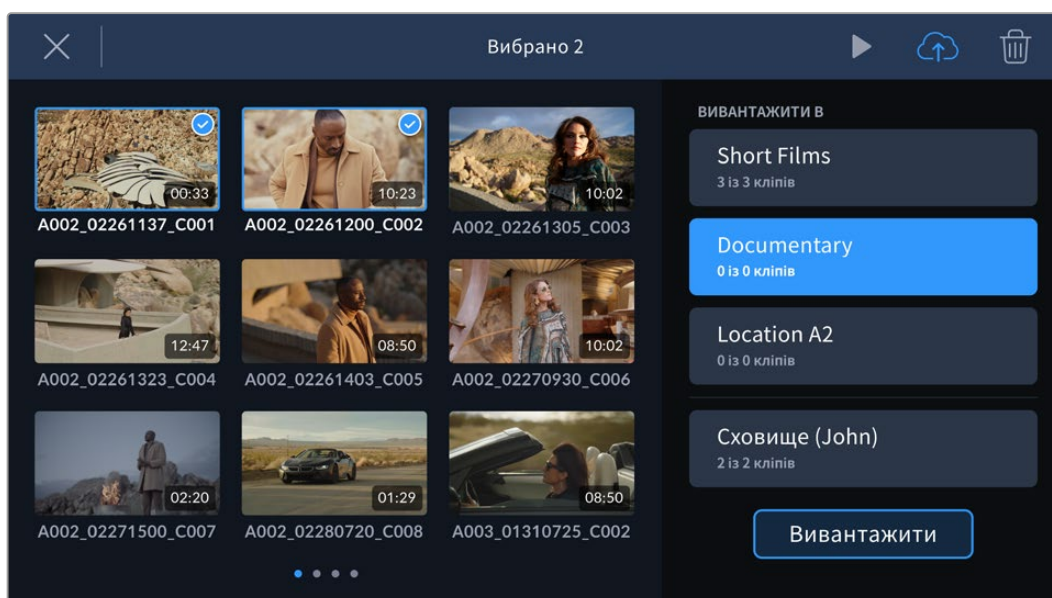 Вибрано 2
00:33
10:23
10:02
A002_02261137_C001
A002_02261200_C002
A002_02261305_C003
12:47
08:50
10:02
A002_02261323_C004
A002_02261403_C005
A002_02270930_C006
02:20
01:29
08:50
A002_02271500_C007
A002_02280720_C008
A003_01310725_C002
ВИВАНТАЖИТИ В
Short Films
3 із 3 кліпів
Documentary
0 із 0 кліпів
Location A2
0 із 0 кліпів
Сховище (John)
2 із 2 кліпів
Вивантажити